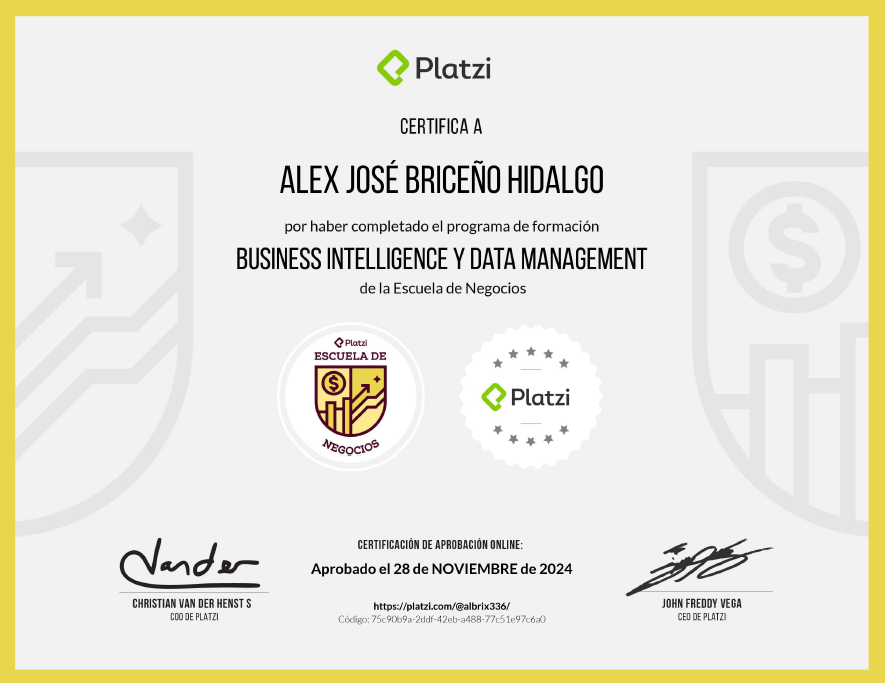 Platzi
CERTIFICA A
ALEX JOSÉ BRICEÑO HIDALGO
por haber completado el programa de formación
BUSINESS INTELLIGENCE Y DATA MANAGEMENT
de la Escuela de Negocios
Platzi
ESCUELA DE
NEGOCIOS
Platzi
Vander
CHRISTIAN VAN DER HENST S
COO DE PLATZI
CERTIFICACIÓN DE APROBACIÓN ONLINE:
Aprobado el 28 de NOVIEMBRE de 2024
https://platzi.com/@albrix336/
Código: 75c90b9a-2ddf-42eb-a488-77c51e97c6a0
JOHN FREDDY VEGA
CEO DE PLATZI